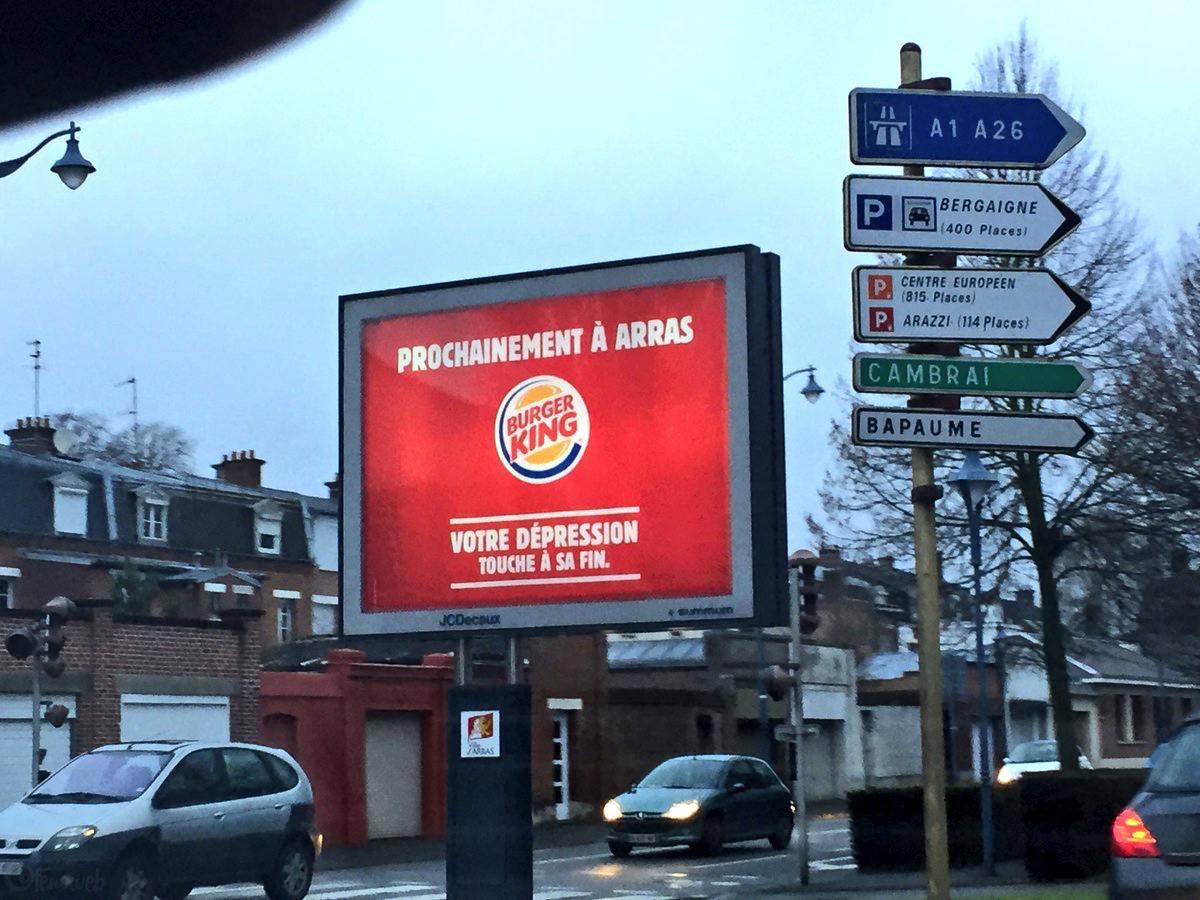 PROCHAINEMENT À ARRAS
BURGER
KING
VOTRE DÉPRESSION
TOUCHE À SA FIN.
JCDecaux
summum
A1 A26
P BERGAIGNE
(400 Places)
P CENTRE EUROPEEN
(815 Places)
P ARAZZI (114 Places)
CAMBRAI
BAPAUME
Ville
d'ARRAS